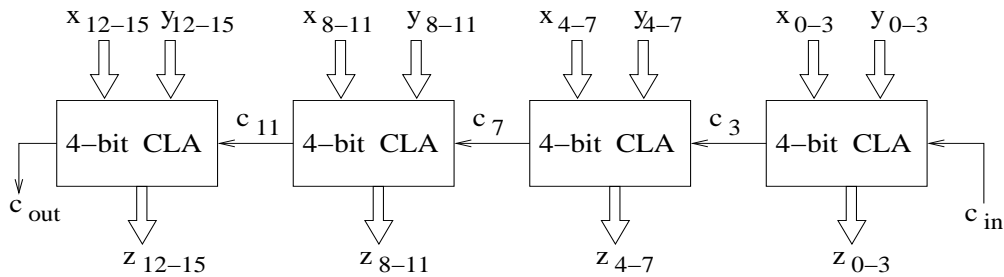 x 12–15 y 12–15 x 8–11 y 8–11 x 4–7 y 4–7 x 0–3 y 0–3
4–bit CLA c 11 4–bit CLA c 7 4–bit CLA c 3 4–bit CLA
c out c in
z 12–15 z 8–11 z 4–7 z 0–3